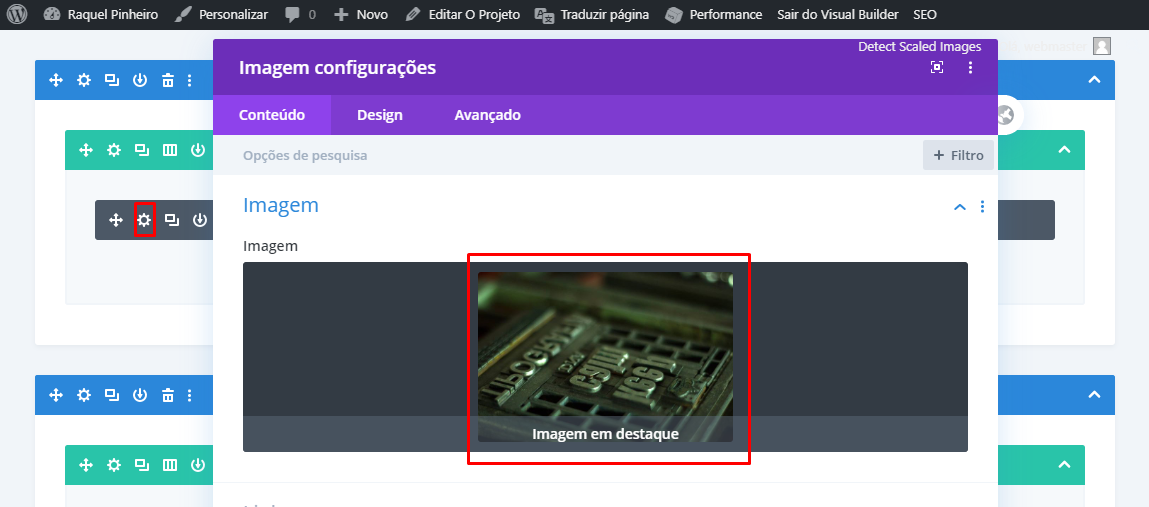 Raquel Pinheiro Personalizar 0 Novo Editar O Projeto Traduzir página Performance Sair do Visual Builder SEO
Detect Scaled Images
Imagem configurações
Conteúdo Design Avançado
Opções de pesquisa
+ Filtro
Imagem
Imagem
Imagem em destaque